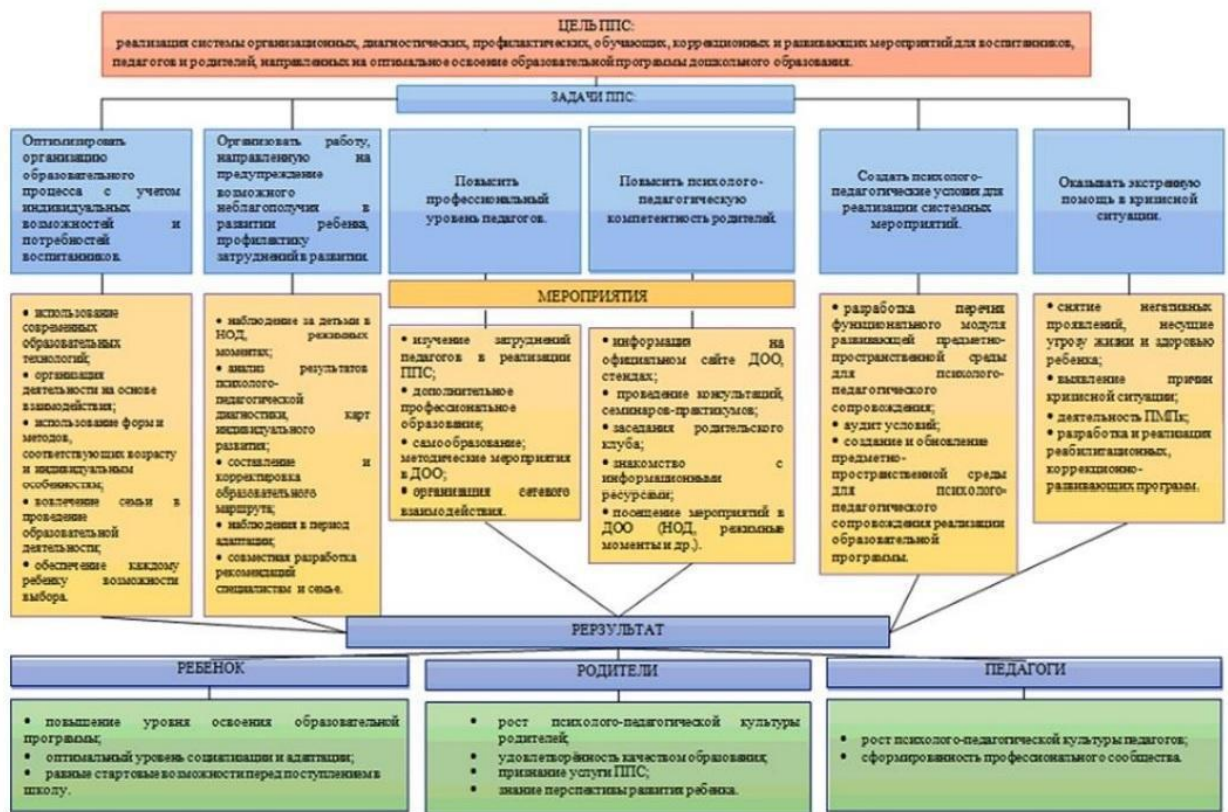 ЦЕЛЬ ППС:
реализация системы организационных, диагностических, профилактических, обучающих, коррекционных и развивающих мероприятий для воспитанников,
педагогов и родителей, направленных на оптимальное освоение образовательной программы дошкольного образования.
ЗАДАЧИ ППС:
Оптимизировать
организацию
образовательного
процесса с учетом
индивидуальных
возможностей и
потребностей
воспитанников.
Организовать работу,
направленную на
предупреждение
возможного
неблагополучия в
развитии ребенка,
профилактику
затруднений в развитии.
Повысить
профессиональный
уровень педагогов.
Повысить психолого-
педагогическую
компетентность родителей.
Создать психолого-
педагогические условия для
реализации системных
мероприятий.
Оказывать экстренную
помощь в кризисной
ситуации.
МЕРОПРИЯТИЯ
• использование
современных
образовательных
технологий;
• организация
деятельности на основе
взаимодействия;
• использование форм и
методов,
соответствующих возрасту
и индивидуальным
особенностям;
• вовлечение семьи в
проведение
образовательной
деятельности;
• обеспечение каждому
ребенку возможности
выбора.
• наблюдение за детьми в
НОД, режимных
моментах;
• анализ результатов
психолого-
педагогической
диагностики, карт
индивидуального
развития;
• составление и
корректировка
образовательного
маршрута;
• наблюдения в период
адаптации;
• совместная разработка
рекомендаций
специалистам и семье.
• изучение затруднений
педагогов в реализации
ППС;
• дополнительное
профессиональное
образование;
• самообразование;
методические мероприятия
в ДОО;
• организация сетевого
взаимодействия.
• информация на
официальном сайте ДОО,
стендах;
• проведение консультаций,
семинаров-практикумов;
• заседания родительского
клуба;
• знакомство с
информационными
ресурсами;
• посещение мероприятий в
ДОО (НОД, режимные
моменты и др.).
• разработка перечня
функционального модуля
развивающей предметно-
пространственной среды
для психолого-
педагогического
сопровождения;
• аудит условий;
• создание и обновление
предметно-
пространственной среды
для психолого-
педагогического
сопровождения реализации
образовательной
программы.
• снятие негативных
проявлений, несущие
угрозу жизни и здоровью
ребенка;
• выявление причин
кризисной ситуации;
• деятельность ПМПк;
• разработка и реализация
реабилитационных,
коррекционно-
развивающих программ.
РЕРЗУЛЬТАТ
РЕБЕНОК
• повышение уровня освоения образовательной
программы;
• оптимальный уровень социализации и адаптации;
• равные стартовые возможности перед поступлением в
школу.
РОДИТЕЛИ
• рост психолого-педагогической культуры
родителей;
• удовлетворённость качеством образования;
• признание услуги ППС;
• знание перспективы развития ребенка.
ПЕДАГОГИ
• рост психолого-педагогической культуры педагогов;
• сформированность профессионального сообщества.